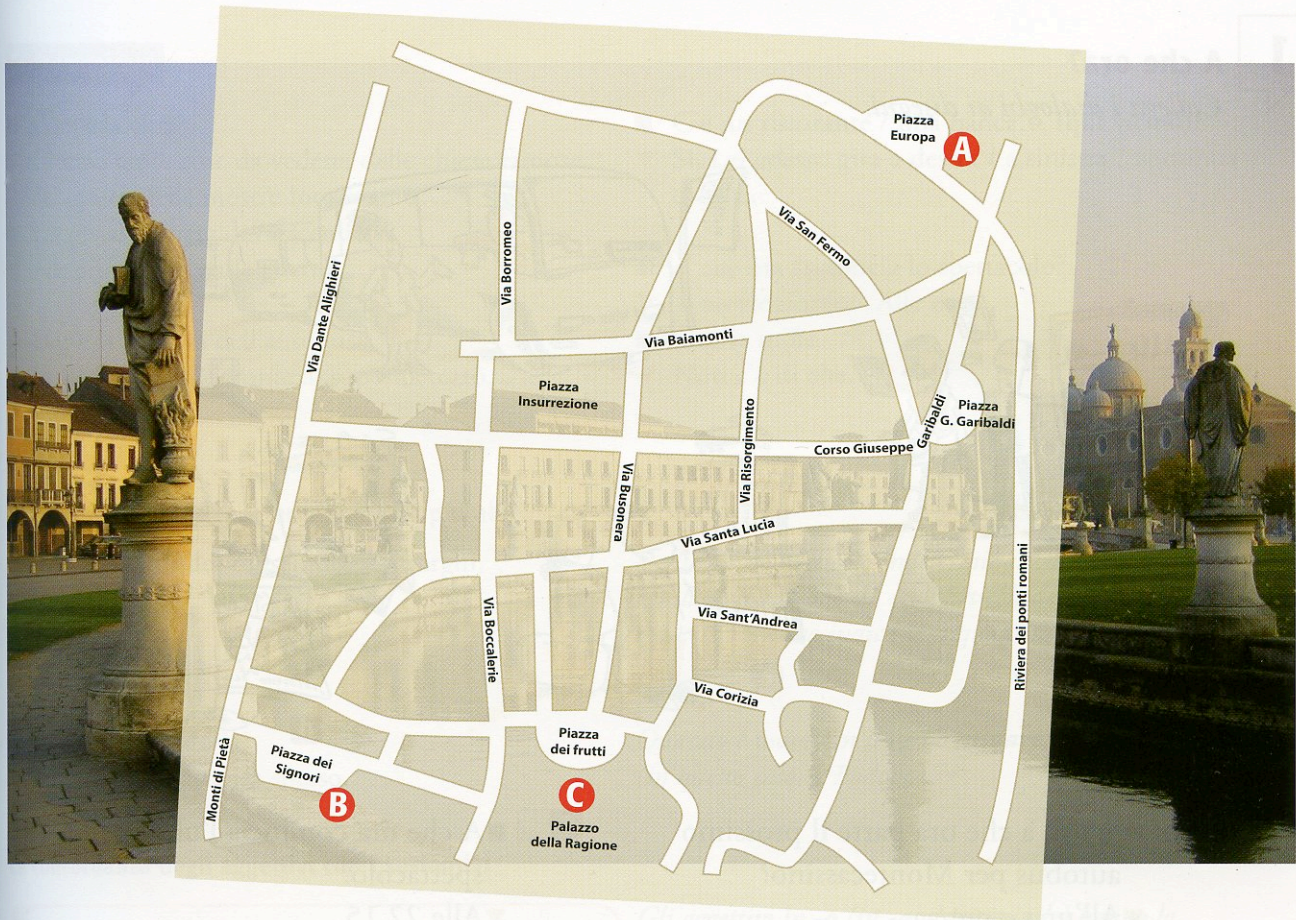 Piazza
Europa
A
Via San Fermo
Via Borromeo
Via Dante Alighieri
Via Baiamonti
Piazza
Insurrezione
Piazza
G. Garibaldi
Corso Giuseppe Garibaldi
Via Risorgimento
Via Busonera
Via Santa Lucia
Via Boccalerie
Via Sant'Andrea
Riviera dei ponti romani
Via Corizia
Piazza
dei frutti
Piazza dei
Signori
Monti di Pietà
B
C
Palazzo
della Ragione
autobus per